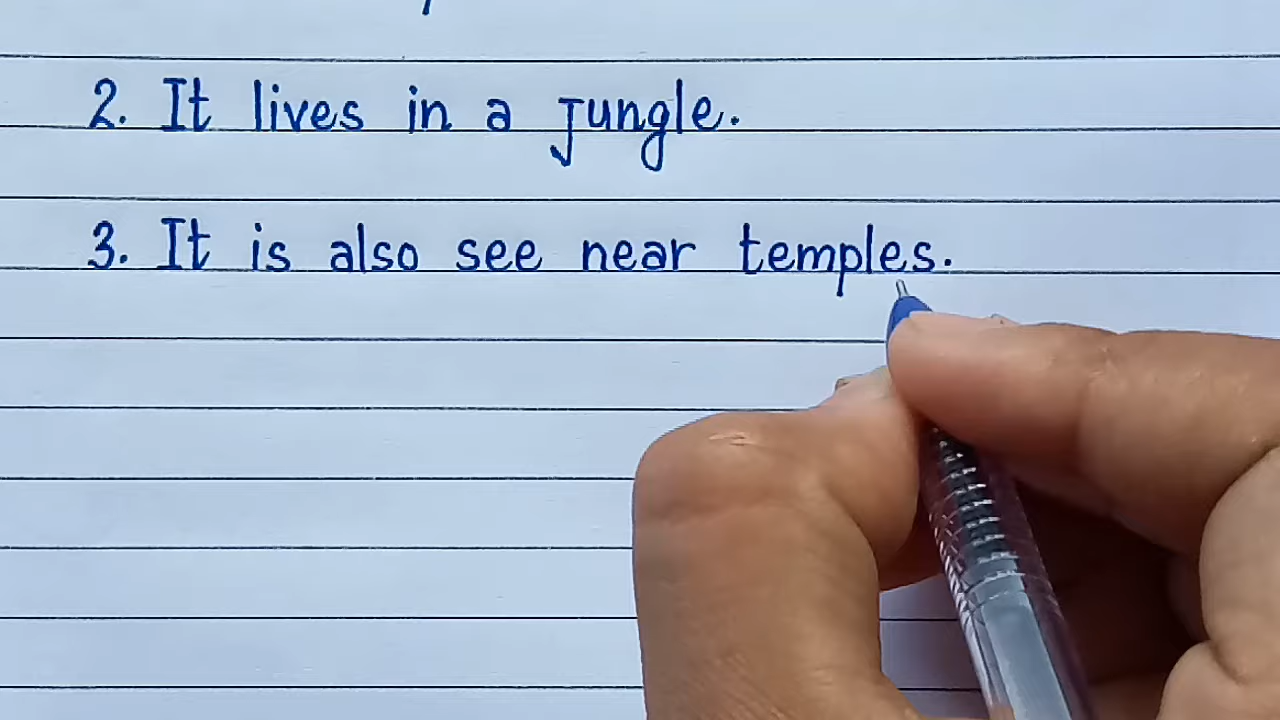 2. It lives in a jungle.
3. It is also see near temples.